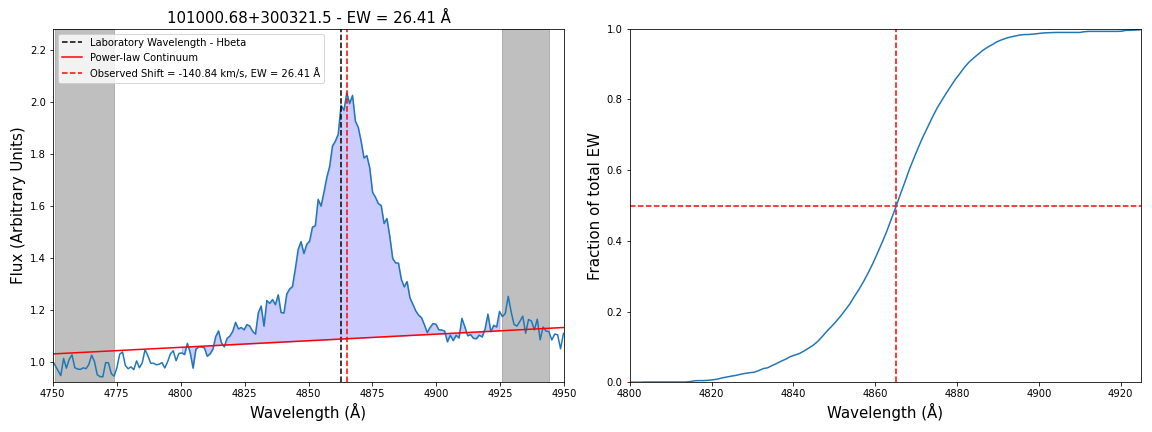 101000.68+300321.5 - EW = 26.41 Å
Laboratory Wavelength - Hbeta
Power-law Continuum
Observed Shift = -140.84 km/s, EW = 26.41 Å
Flux (Arbitrary Units)
2.2
2.0
1.8
1.6
1.4
1.2
1.0
4750 4775 4800 4825 4850 4875 4900 4925 4950
Wavelength (Å)
Fraction of total EW
1.0
0.8
0.6
0.4
0.2
0.0
4800 4820 4840 4860 4880 4900 4920
Wavelength (Å)